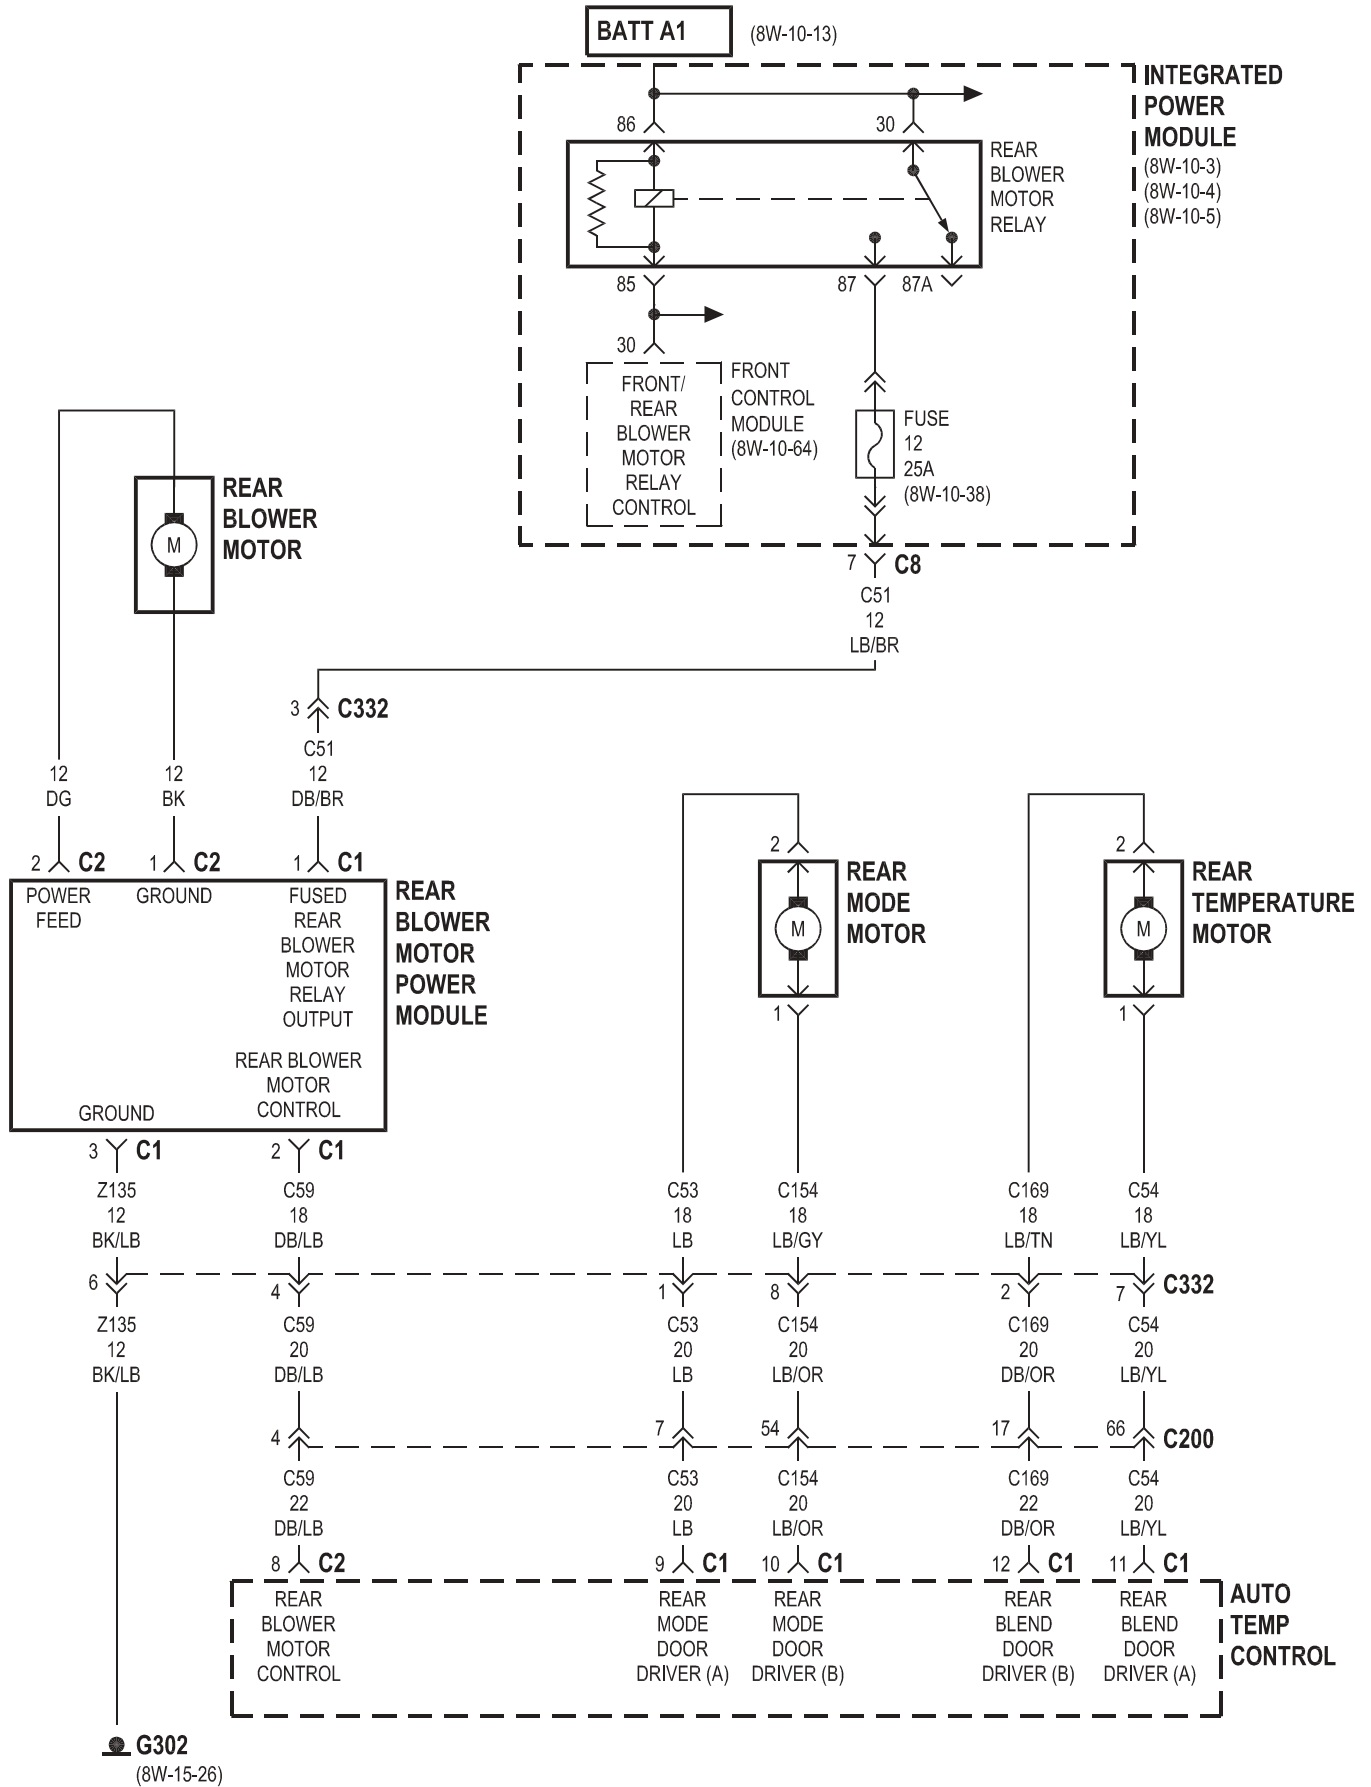 BATT A1
(8W-10-13)
INTEGRATED
POWER
MODULE
(8W-10-3)
(8W-10-4)
(8W-10-5)
86
30
REAR
BLOWER
MOTOR
RELAY
85
87
87A
30
FRONT/
REAR
BLOWER
MOTOR
RELAY
CONTROL
FRONT
CONTROL
MODULE
(8W-10-64)
FUSE
12
25A
(8W-10-38)
7
C8
C51
12
LB/BR
M
REAR
BLOWER
MOTOR
3
C332
C51
12
DB/BR
12
DG
12
BK
2
C2
1
C2
1
C1
POWER
FEED
GROUND
FUSED
REAR
BLOWER
MOTOR
RELAY
OUTPUT
REAR BLOWER
MOTOR
CONTROL
GROUND
REAR
BLOWER
MOTOR
POWER
MODULE
2
M
1
REAR
MODE
MOTOR
2
M
1
REAR
TEMPERATURE
MOTOR
3
C1
2
C1
Z135
12
BK/LB
C59
18
DB/LB
C53
18
LB
C154
18
LB/GY
C169
18
LB/TN
C54
18
LB/YL
6
4
1
8
2
7
C332
Z135
12
BK/LB
C59
20
DB/LB
C53
20
LB
C154
20
LB/OR
C169
20
DB/OR
C54
20
LB/YL
4
7
54
17
66
C200
C59
22
DB/LB
C53
20
LB
C154
20
LB/OR
C169
22
DB/OR
C54
20
LB/YL
8
C2
9
C1
10
C1
12
C1
11
C1
REAR
BLOWER
MOTOR
CONTROL
REAR
MODE
DOOR
DRIVER (A)
REAR
MODE
DOOR
DRIVER (B)
REAR
BLEND
DOOR
DRIVER (B)
REAR
BLEND
DOOR
DRIVER (A)
AUTO
TEMP
CONTROL
G302
(8W-15-26)